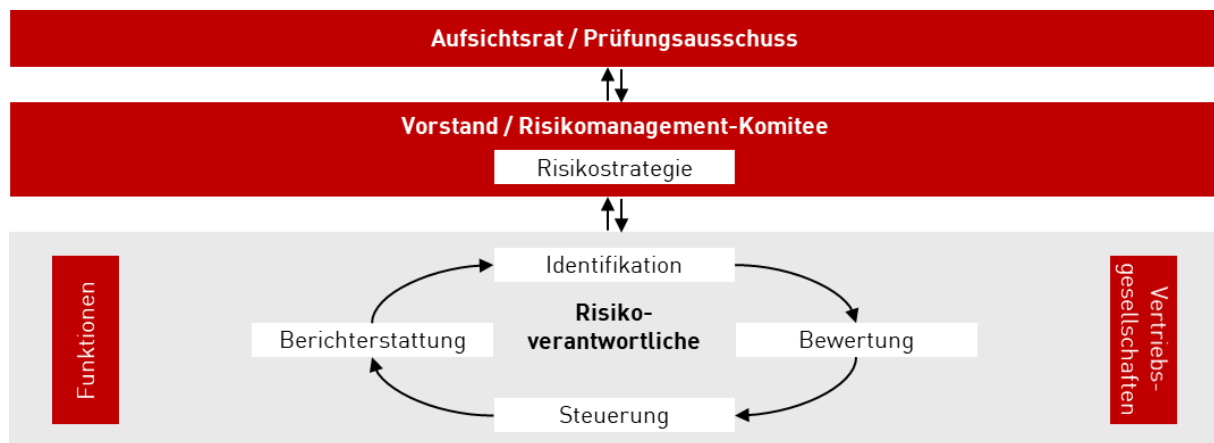 Aufsichtsrat / Prüfungsausschuss
Vorstand / Risikomanagement-Komitee
Risikostrategie
Funktionen
Identifikation
Berichterstattung
Risiko-
verantwortliche
Bewertung
Steuerung
Vertriebs-
gesellschaften